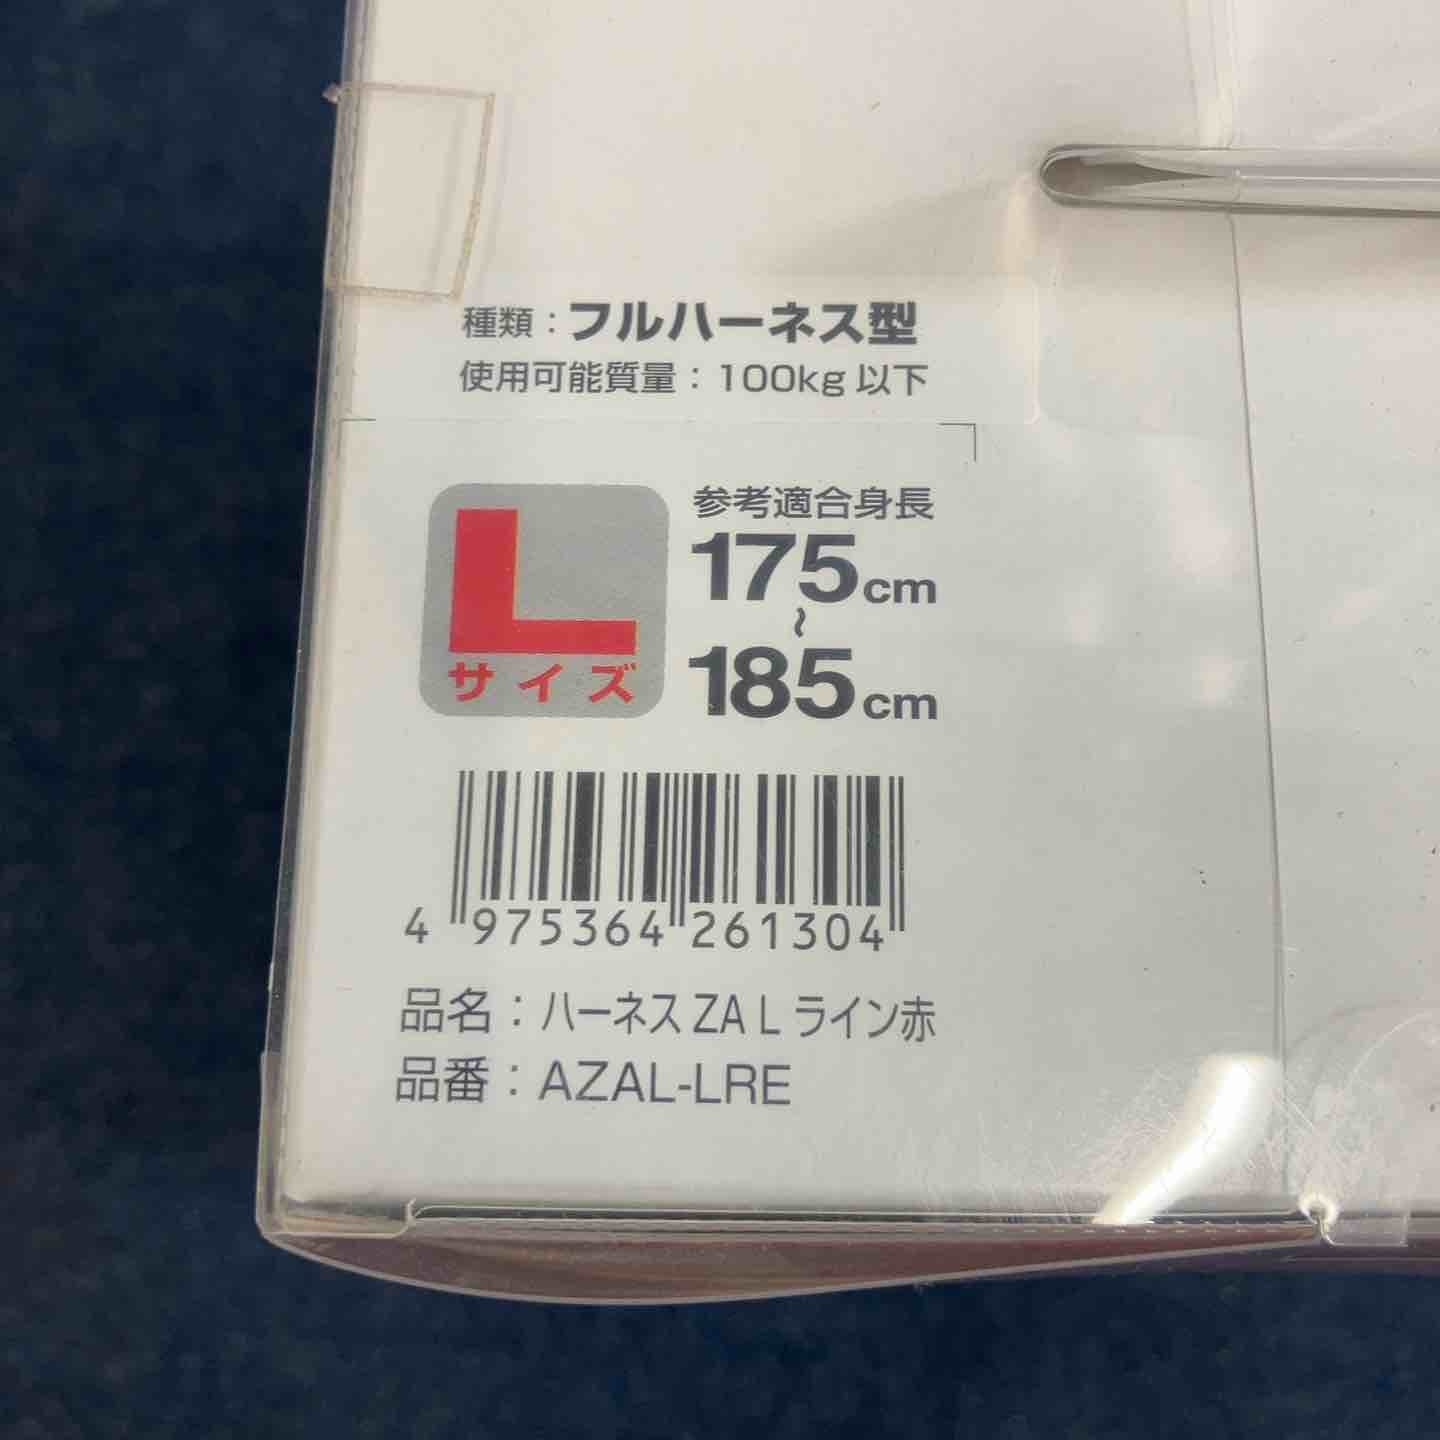 種類：フルハーネス型
使用可能質量：100kg 以下
L
サイズ
参考適合身長
175cm
～
185cm
4 975364 261304
品名：ハーネス ZA L ライン赤
品番：AZAL-LRE